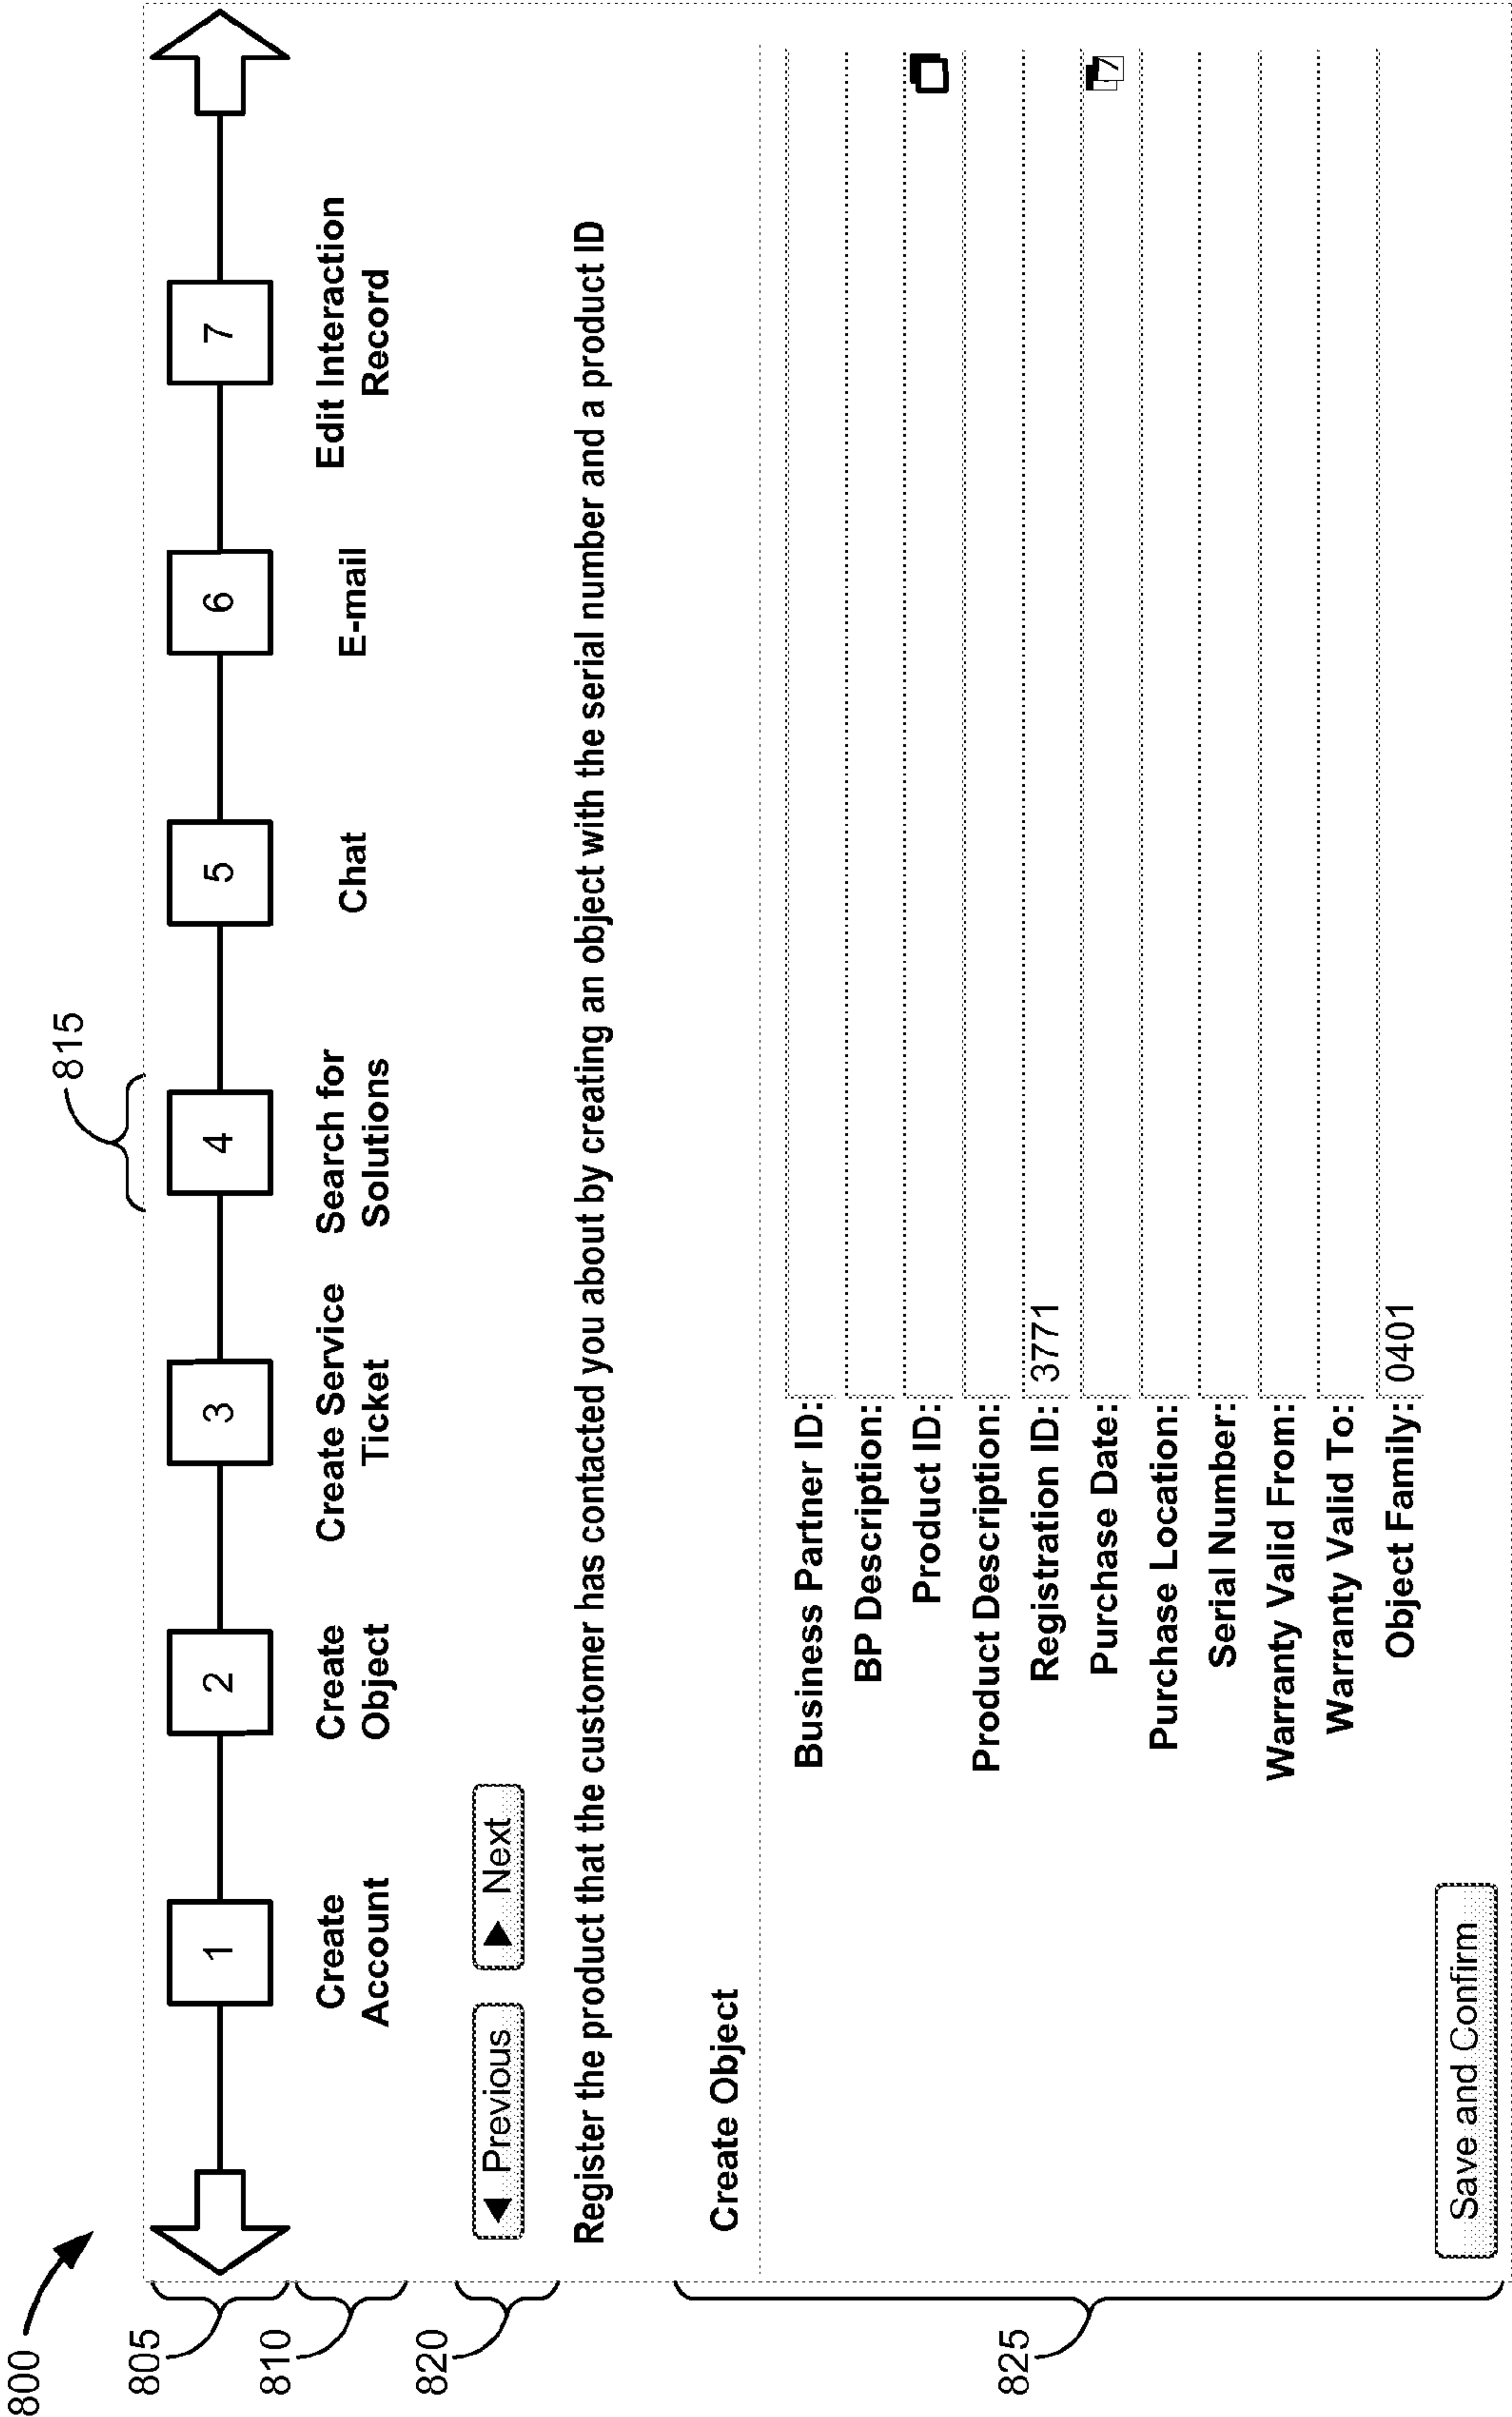 800
815
805
1
2
3
4
5
6
7
810
Create Account
Create Object
Create Service Ticket
Search for Solutions
Chat
E-mail
Edit Interaction Record
820
Previous
Next
Register the product that the customer has contacted you about by creating an object with the serial number and a product ID
Create Object
825
Business Partner ID:
BP Description:
Product ID:
Product Description:
Registration ID: 3771
Purchase Date:
7
Purchase Location:
Serial Number:
Warranty Valid From:
Warranty Valid To:
Object Family: 0401
Save and Confirm